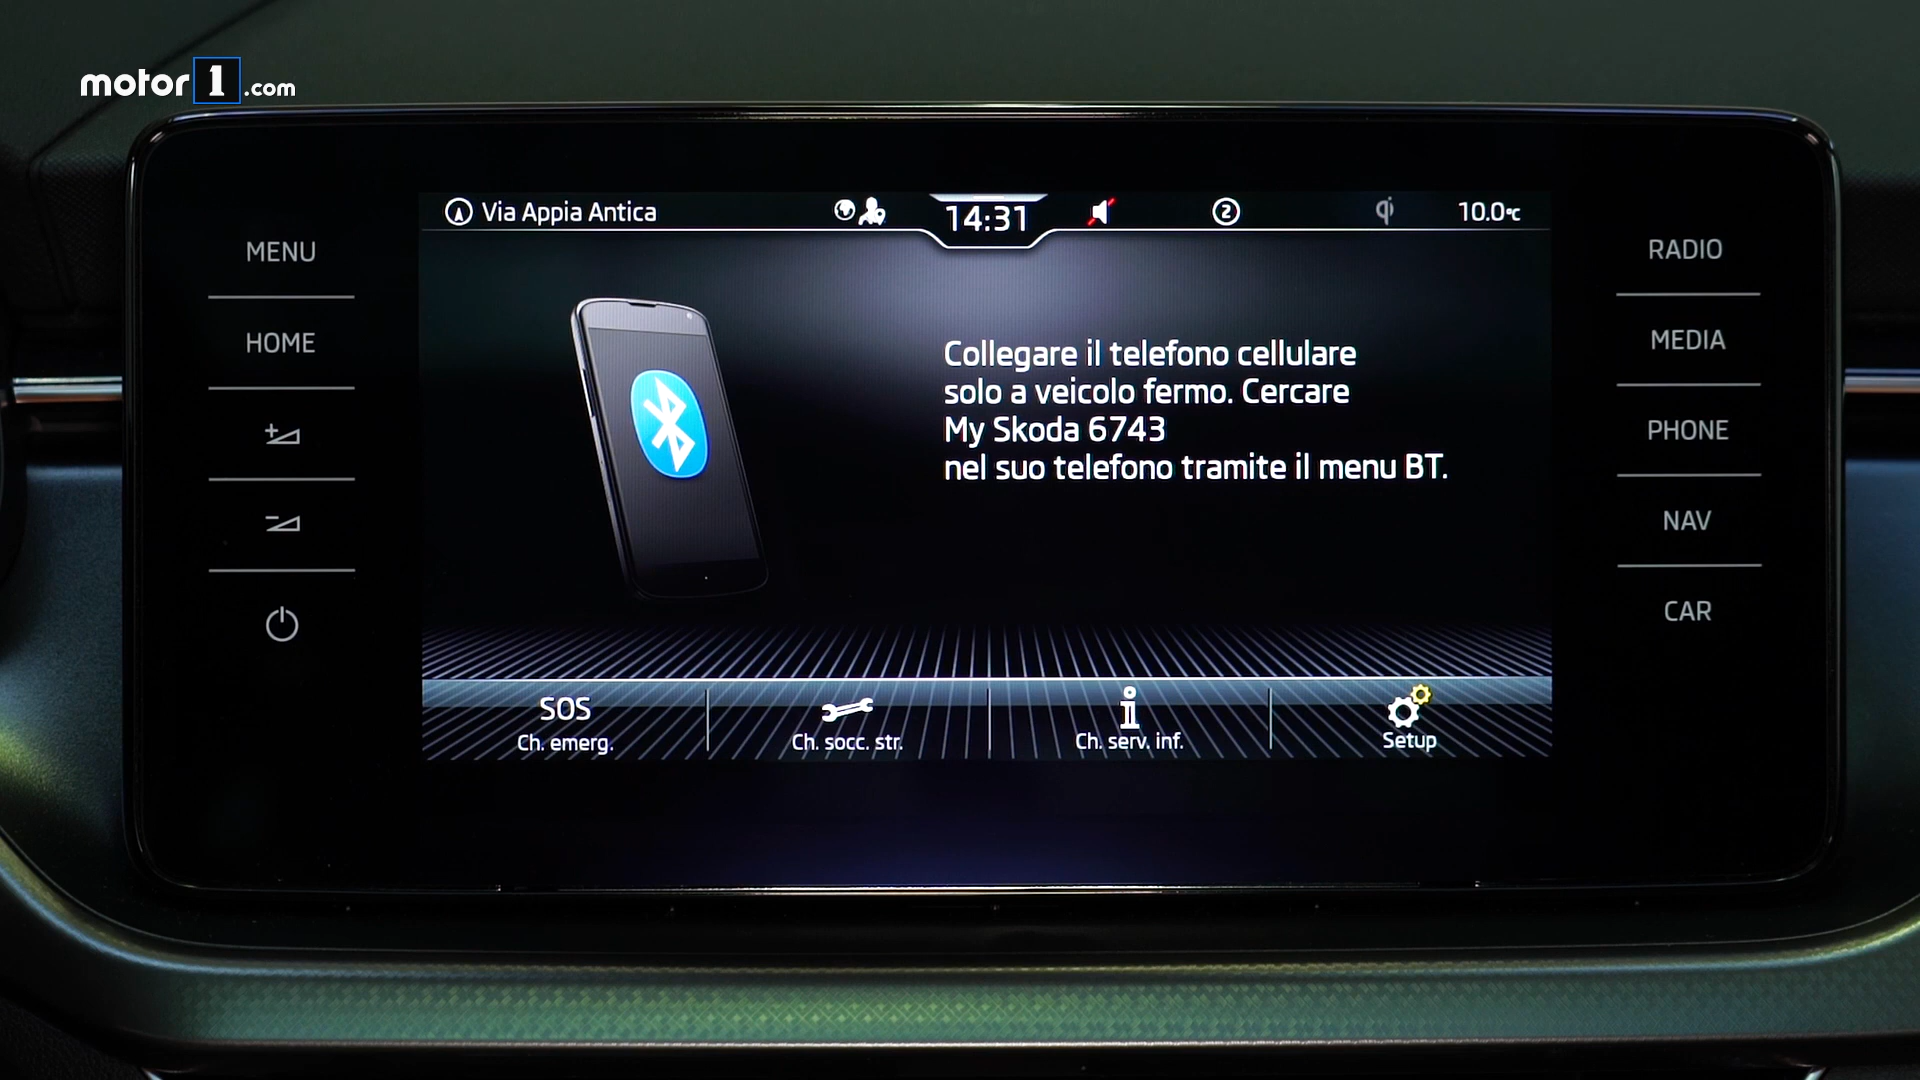 motor1.com
Via Appia Antica
14:31
2
10.0°C
MENU
HOME
RADIO
MEDIA
PHONE
NAV
CAR
Collegare il telefono cellulare
solo a veicolo fermo. Cercare
My Skoda 6743
nel suo telefono tramite il menu BT.
SOS
Ch. emerg.
Ch. socc. str.
Ch. serv. inf.
Setup